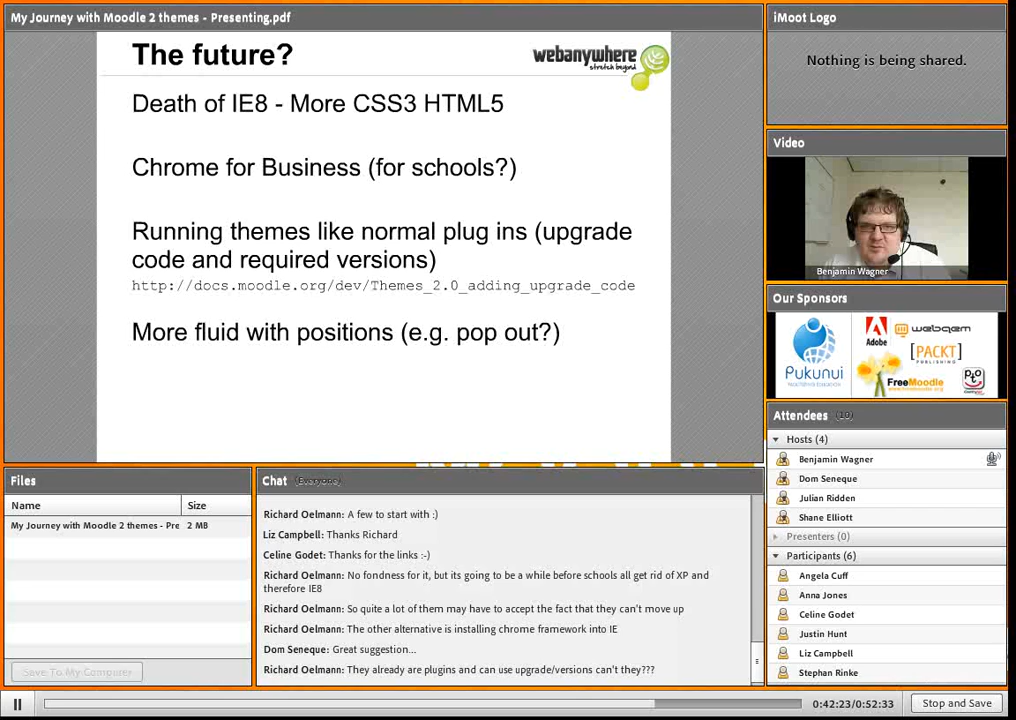 My Journey with Moodle 2 themes - Presenting.pdf
The future?
webanywhere
stretch beyond
Death of IE8 - More CSS3 HTML5
Chrome for Business (for schools?)
Running themes like normal plug ins (upgrade
code and required versions)
http://docs.moodle.org/dev/Themes_2.0_adding_upgrade_code
More fluid with positions (e.g. pop out?)
iMoot Logo
Nothing is being shared.
Video
Benjamin Wagner
Our Sponsors
Pukunui
Adobe
webqem
[PACKT]
PUBLISHING
FreeMoodle
Attendees (10)
Hosts (4)
Benjamin Wagner
Dom Seneque
Julian Ridden
Shane Elliott
Presenters (0)
Participants (6)
Angela Cuff
Anna Jones
Celine Godet
Justin Hunt
Liz Campbell
Stephan Rinke
Files
Name Size
My Journey with Moodle 2 themes - Pre 2 MB
Save To My Computer
Chat (Everyone)
Richard Oelmann: A few to start with :)
Liz Campbell: Thanks Richard
Celine Godet: Thanks for the links :-)
Richard Oelmann: No fondness for it, but its going to be a while before schools all get rid of XP and
therefore IE8
Richard Oelmann: So quite a lot of them may have to accept the fact that they can't move up
Richard Oelmann: The other alternative is installing chrome framework into IE
Dom Seneque: Great suggestion...
Richard Oelmann: They already are plugins and can use upgrade/versions can't they???
0:42:23/0:52:33
Stop and Save